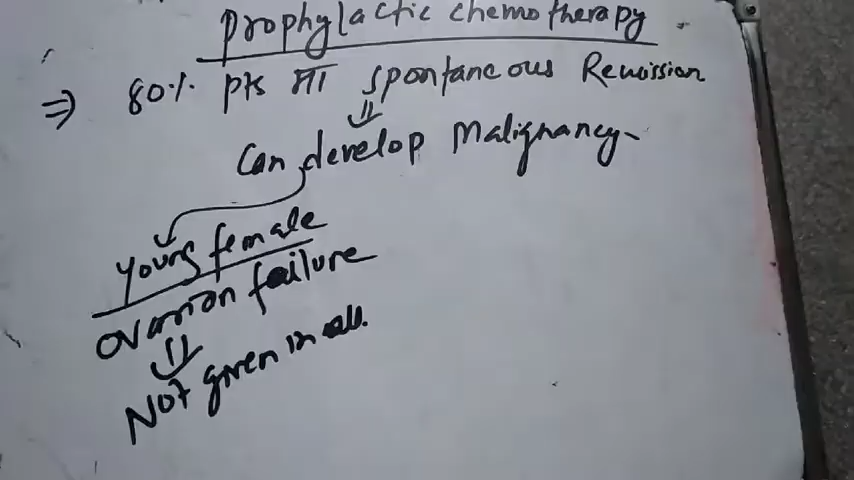 Prophylactic chemotherapy
⇒ 80% pts मा spontaneous Remission
⇓
Can develop Malignancy-
young female
ovarian failure
⇓
Not given in all.